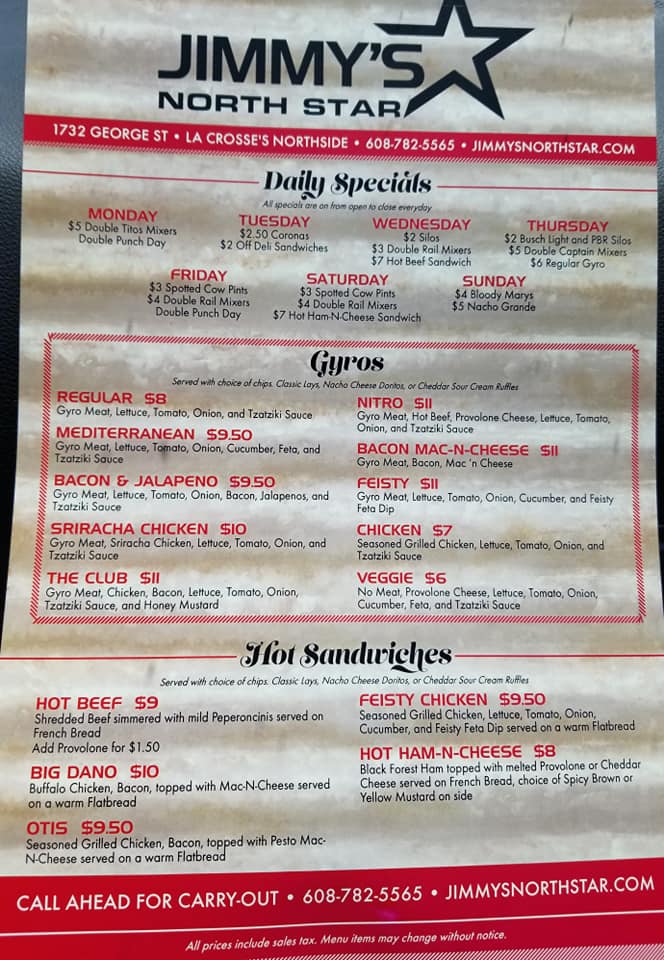 JIMMY'S
NORTH STAR
1732 GEORGE ST • LA CROSSE'S NORTHSIDE • 608-782-5565 • JIMMYSNORTHSTAR.COM
Daily Specials
All specials are on from open to close everyday
MONDAY
$5 Double Titos Mixers
Double Punch Day
TUESDAY
$2.50 Coronas
$2 Off Deli Sandwiches
WEDNESDAY
$2 Silos
$3 Double Rail Mixers
$7 Hot Beef Sandwich
THURSDAY
$2 Busch Light and PBR Silos
$5 Double Captain Mixers
$6 Regular Gyro
FRIDAY
$3 Spotted Cow Pints
$4 Double Rail Mixers
Double Punch Day
SATURDAY
$3 Spotted Cow Pints
$4 Double Rail Mixers
$7 Hot Ham-N-Cheese Sandwich
SUNDAY
$4 Bloody Marys
$5 Nacho Grande
Gyros
Served with choice of chips. Classic Lays, Nacho Cheese Doritos, or Cheddar Sour Cream Ruffles
REGULAR $8
Gyro Meat, Lettuce, Tomato, Onion, and Tzatziki Sauce
MEDITERRANEAN $9.50
Gyro Meat, Lettuce, Tomato, Onion, Cucumber, Feta, and
Tzatziki Sauce
BACON & JALAPENO $9.50
Gyro Meat, Lettuce, Tomato, Onion, Bacon, Jalapenos, and
Tzatziki Sauce
SRIRACHA CHICKEN $10
Gyro Meat, Sriracha Chicken, Lettuce, Tomato, Onion, and
Tzatziki Sauce
THE CLUB $11
Gyro Meat, Chicken, Bacon, Lettuce, Tomato, Onion,
Tzatziki Sauce, and Honey Mustard
NITRO $11
Gyro Meat, Hot Beef, Provolone Cheese, Lettuce, Tomato,
Onion, and Tzatziki Sauce
BACON MAC-N-CHEESE $11
Gyro Meat, Bacon, Mac 'n Cheese
FEISTY $11
Gyro Meat, Lettuce, Tomato, Onion, Cucumber, and Feisty
Feta Dip
CHICKEN $7
Seasoned Grilled Chicken, Lettuce, Tomato, Onion, and
Tzatziki Sauce
VEGGIE $6
No Meat, Provolone Cheese, Lettuce, Tomato, Onion,
Cucumber, Feta, and Tzatziki Sauce
Hot Sandwiches
Served with choice of chips. Classic Lays, Nacho Cheese Doritos, or Cheddar Sour Cream Ruffles
HOT BEEF $9
Shredded Beef simmered with mild Peperoncinis served on
French Bread
Add Provolone for $1.50
BIG DANO $10
Buffalo Chicken, Bacon, topped with Mac-N-Cheese served
on a warm Flatbread
OTIS $9.50
Seasoned Grilled Chicken, Bacon, topped with Pesto Mac-
N-Cheese served on a warm Flatbread
FEISTY CHICKEN $9.50
Seasoned Grilled Chicken, Lettuce, Tomato, Onion,
Cucumber, and Feisty Feta Dip served on a warm Flatbread
HOT HAM-N-CHEESE $8
Black Forest Ham topped with melted Provolone or Cheddar
Cheese served on French Bread, choice of Spicy Brown or
Yellow Mustard on side
CALL AHEAD FOR CARRY-OUT • 608-782-5565 • JIMMYSNORTHSTAR.COM
All prices include sales tax. Menu items may change without notice.